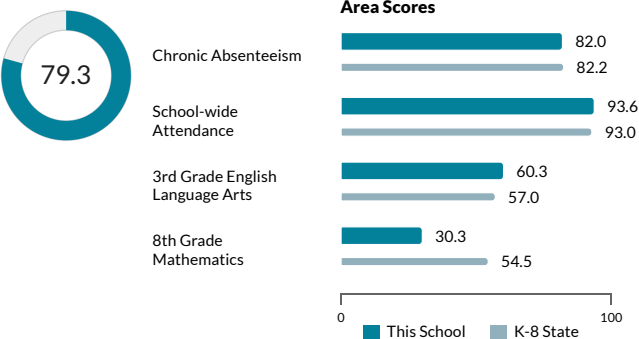 Area Scores
79.3
Chronic Absenteeism
82.0
82.2
School-wide
Attendance
93.6
93.0
3rd Grade English
Language Arts
60.3
57.0
8th Grade
Mathematics
30.3
54.5
0
100
This School
K-8 State